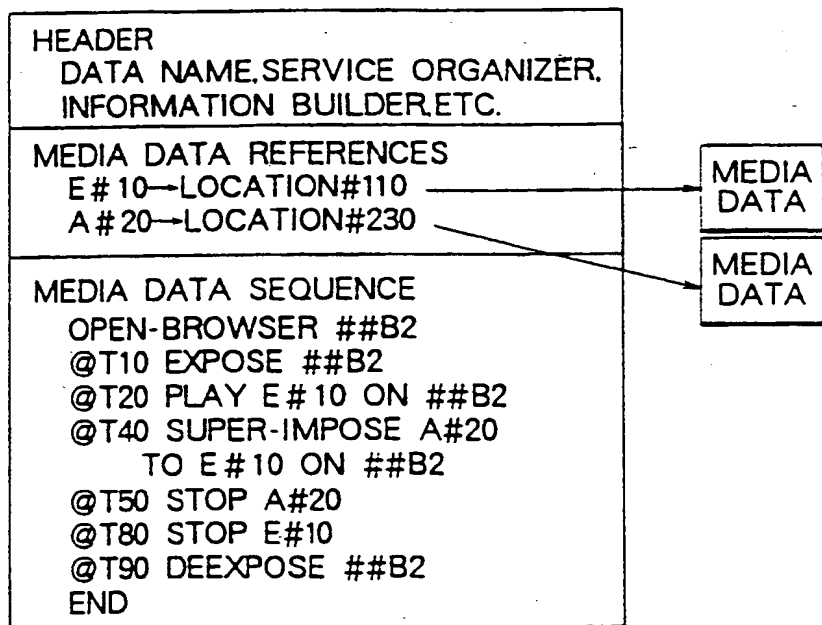 HEADER
DATA NAME,SERVICE ORGANIZER,
INFORMATION BUILDER,ETC.
MEDIA DATA REFERENCES
E#10→LOCATION#110
A#20→LOCATION#230
MEDIA
DATA
MEDIA
DATA
MEDIA DATA SEQUENCE
OPEN-BROWSER ##B2
@T10 EXPOSE ##B2
@T20 PLAY E#10 ON ##B2
@T40 SUPER-IMPOSE A#20
TO E#10 ON ##B2
@T50 STOP A#20
@T80 STOP E#10
@T90 DEEXPOSE ##B2
END